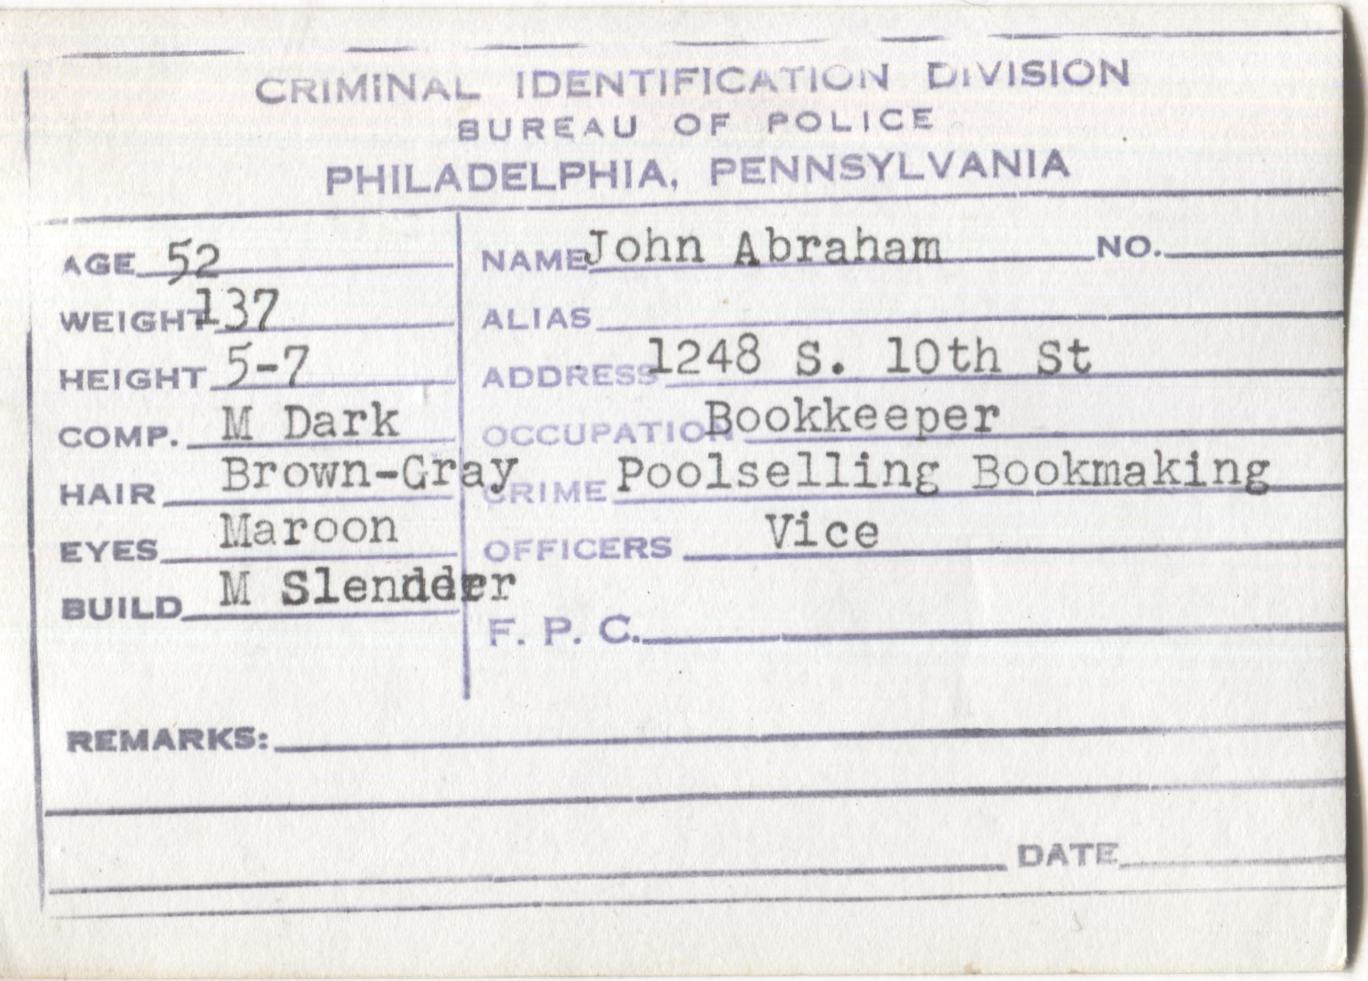 CRIMINAL IDENTIFICATION DIVISION
BUREAU OF POLICE
PHILADELPHIA, PENNSYLVANIA
AGE 52
WEIGHT 137
HEIGHT 5-7
COMP. M Dark
HAIR Brown-Gray
EYES Maroon
BUILD M Slender
NAME John Abraham NO.
ALIAS
ADDRESS 1248 S. 10th St
OCCUPATION Bookkeeper
CRIME Poolselling Bookmaking
OFFICERS Vice
F. P. C.
REMARKS:
DATE